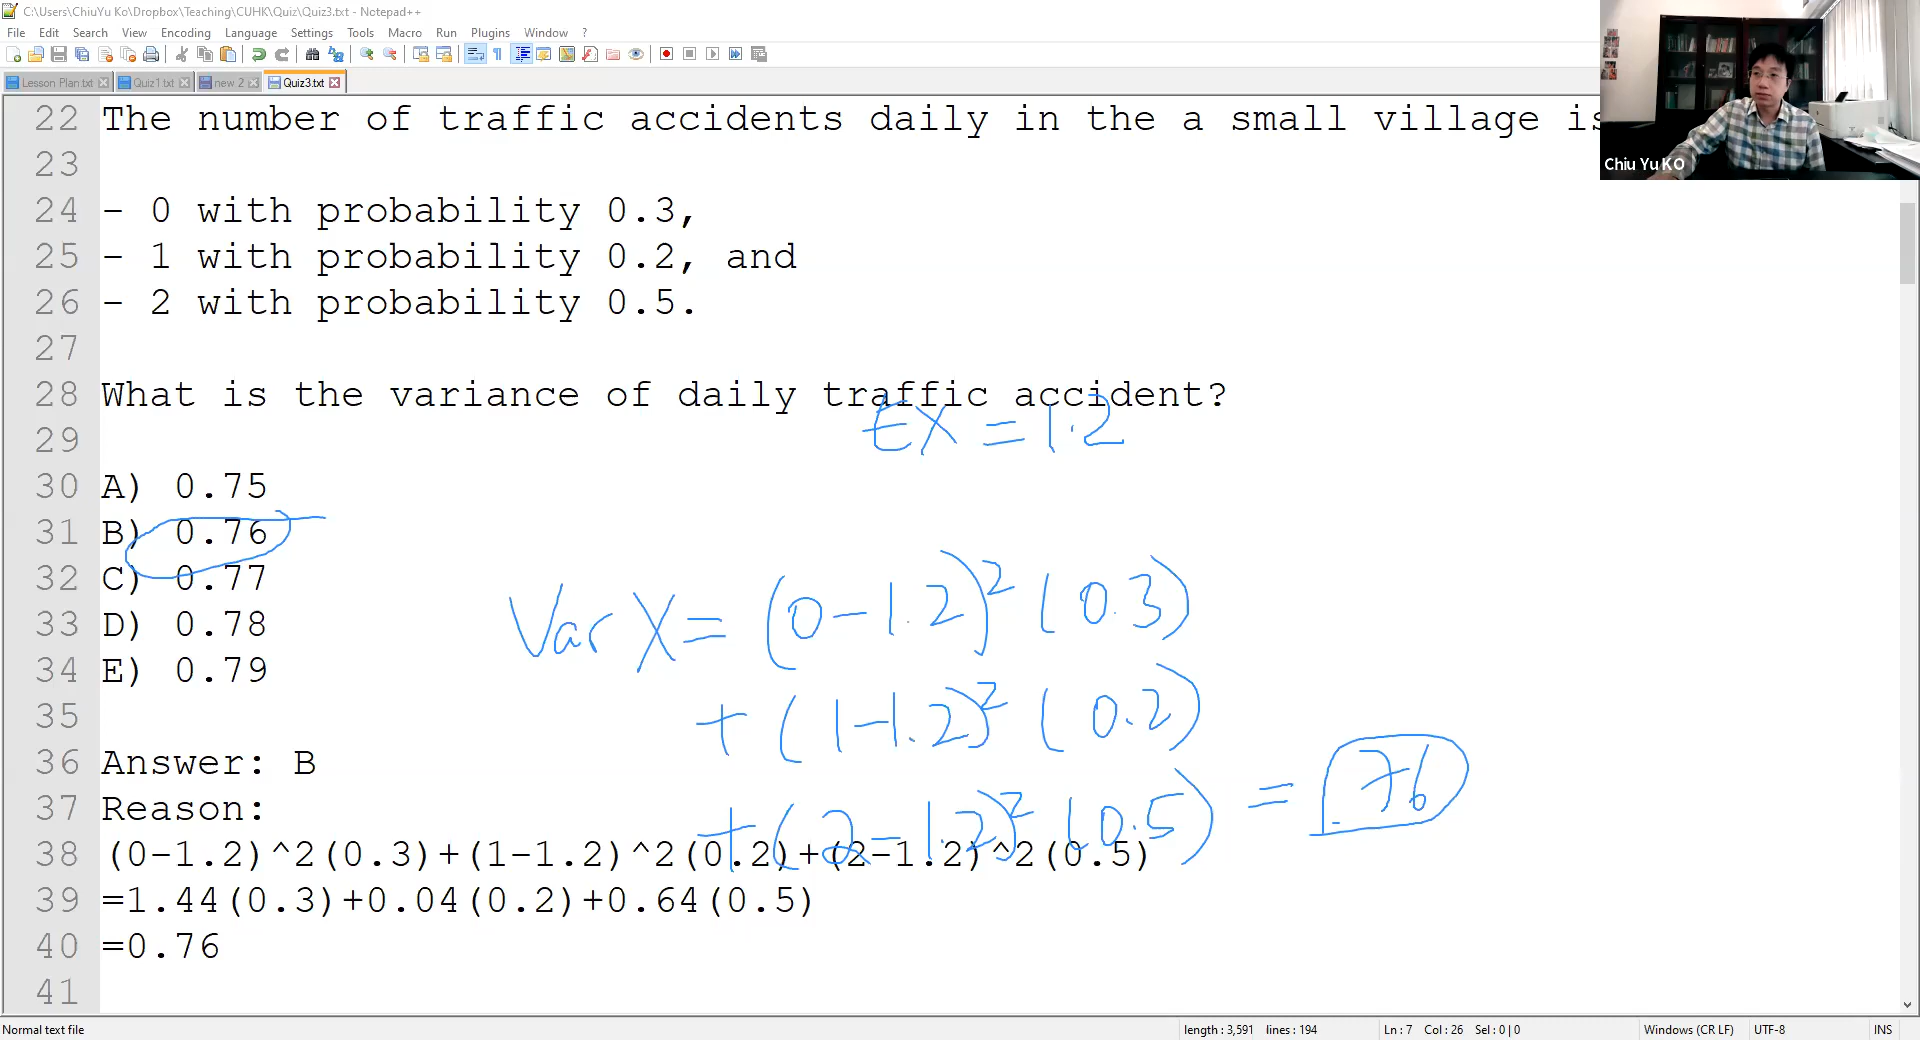 C:\Users\ChiuYu Ko\Dropbox\Teaching\CUHK\Quiz\Quiz3.txt - Notepad++
File Edit Search View Encoding Language Settings Tools Macro Run Plugins Window ?
Lesson Plan.txt Quiz1.txt new 2 Quiz3.txt
Chiu Yu KO
22 The number of traffic accidents daily in the a small village is
23
24 - 0 with probability 0.3,
25 - 1 with probability 0.2, and
26 - 2 with probability 0.5.
27
28 What is the variance of daily traffic accident?
EX = 1.2
29
30 A) 0.75
31 B) 0.76
32 C) 0.77
33 D) 0.78
34 E) 0.79
Var X = (0-1.2)² (0.3)
+ (1-1.2)² (0.2)
+ (2-1.2)² (0.5) = .76
35
36 Answer: B
37 Reason:
38 (0-1.2)^2(0.3)+(1-1.2)^2(0.2)+(2-1.2)^2(0.5)
39 =1.44(0.3)+0.04(0.2)+0.64(0.5)
40 =0.76
41
Normal text file length : 3,591 lines : 194 Ln : 7 Col : 26 Sel : 0 | 0 Windows (CR LF) UTF-8 INS